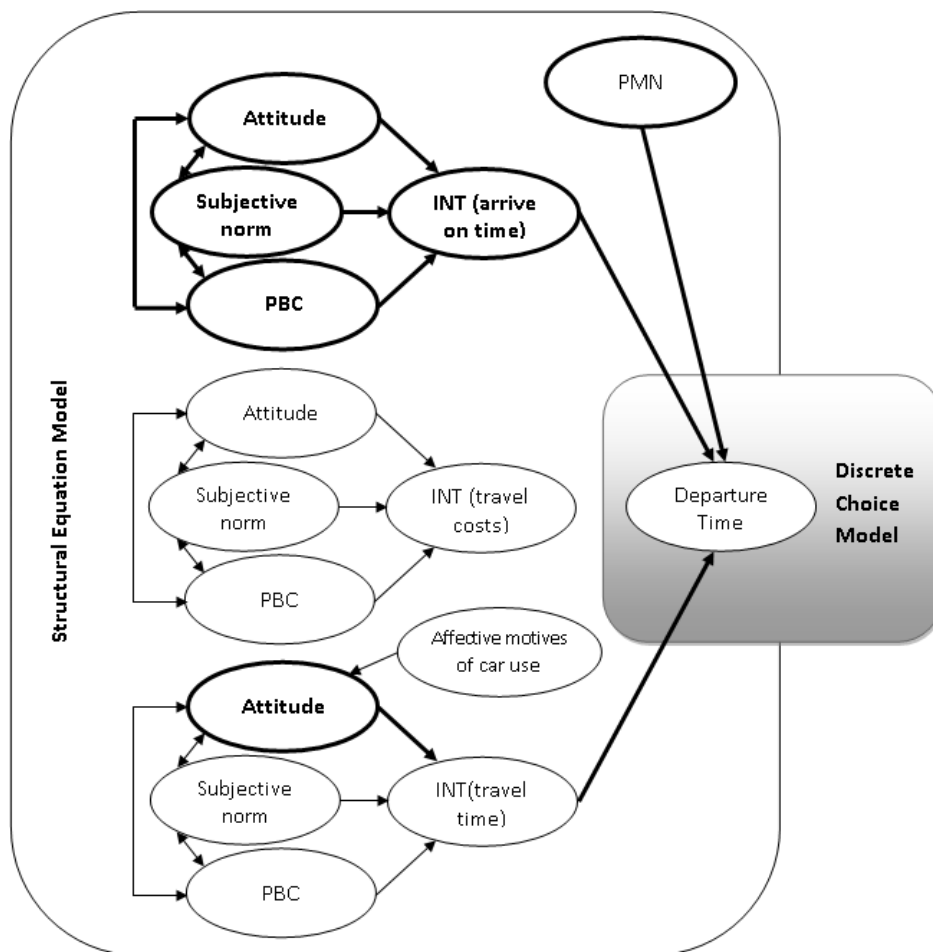 PMN
Attitude
Subjective
norm
INT (arrive
on time)
PBC
Structural Equation Model
Attitude
Subjective
norm
INT (travel
costs)
PBC
Departure
Time
Discrete
Choice
Model
Affective motives
of car use
Attitude
Subjective
norm
INT(travel
time)
PBC